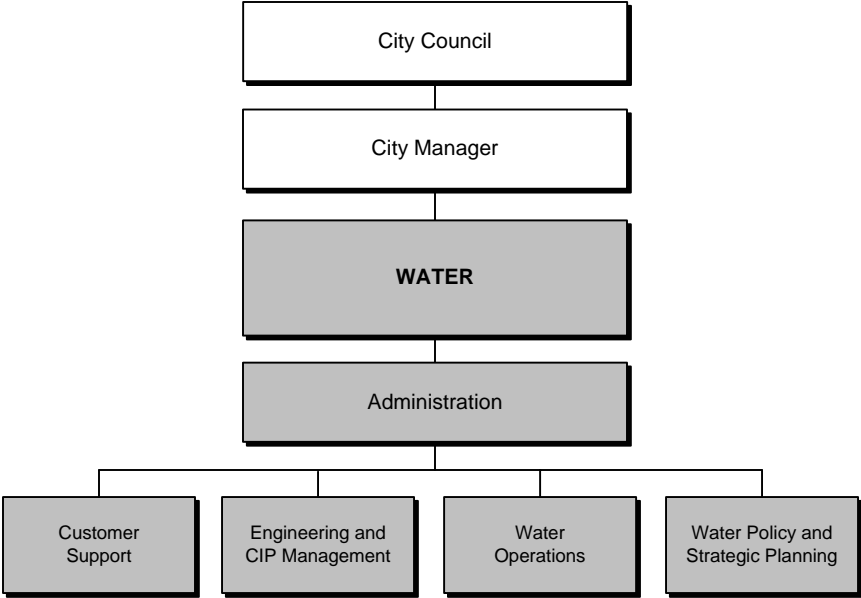 City Council
City Manager
WATER
Administration
Customer
Support
Engineering and
CIP Management
Water
Operations
Water Policy and
Strategic Planning